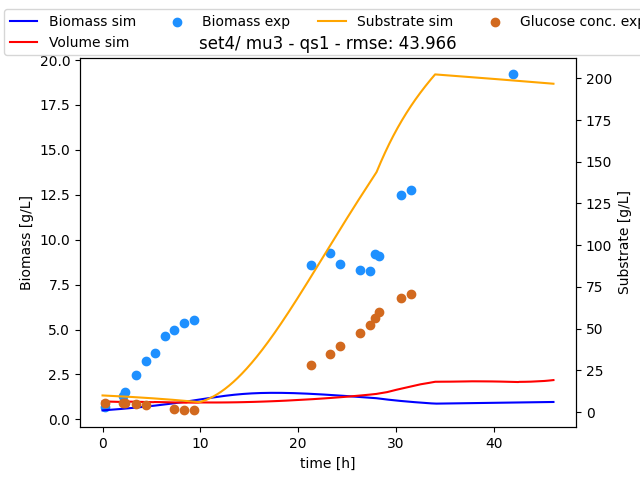 Biomass sim Biomass exp Substrate sim Glucose conc. exp
Volume sim
set4/ mu3 - qs1 - rmse: 43.966
20.0
17.5
15.0
12.5
10.0
7.5
5.0
2.5
0.0
Biomass [g/L]
200
175
150
125
100
75
50
25
0
Substrate [g/L]
0 10 20 30 40
time [h]